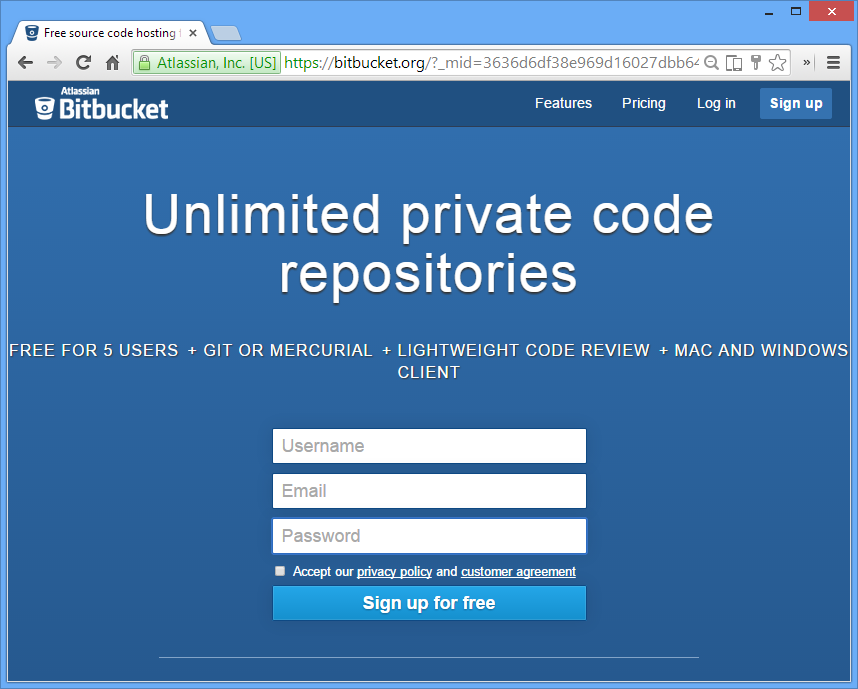 Free source code hosting
Atlassian, Inc. [US] https://bitbucket.org/?_mid=3636d6df38e969d16027dbb64
Atlassian
Bitbucket
Features Pricing Log in Sign up
Unlimited private code
repositories
FREE FOR 5 USERS + GIT OR MERCURIAL + LIGHTWEIGHT CODE REVIEW + MAC AND WINDOWS
CLIENT
Username
Email
Password
Accept our privacy policy and customer agreement
Sign up for free